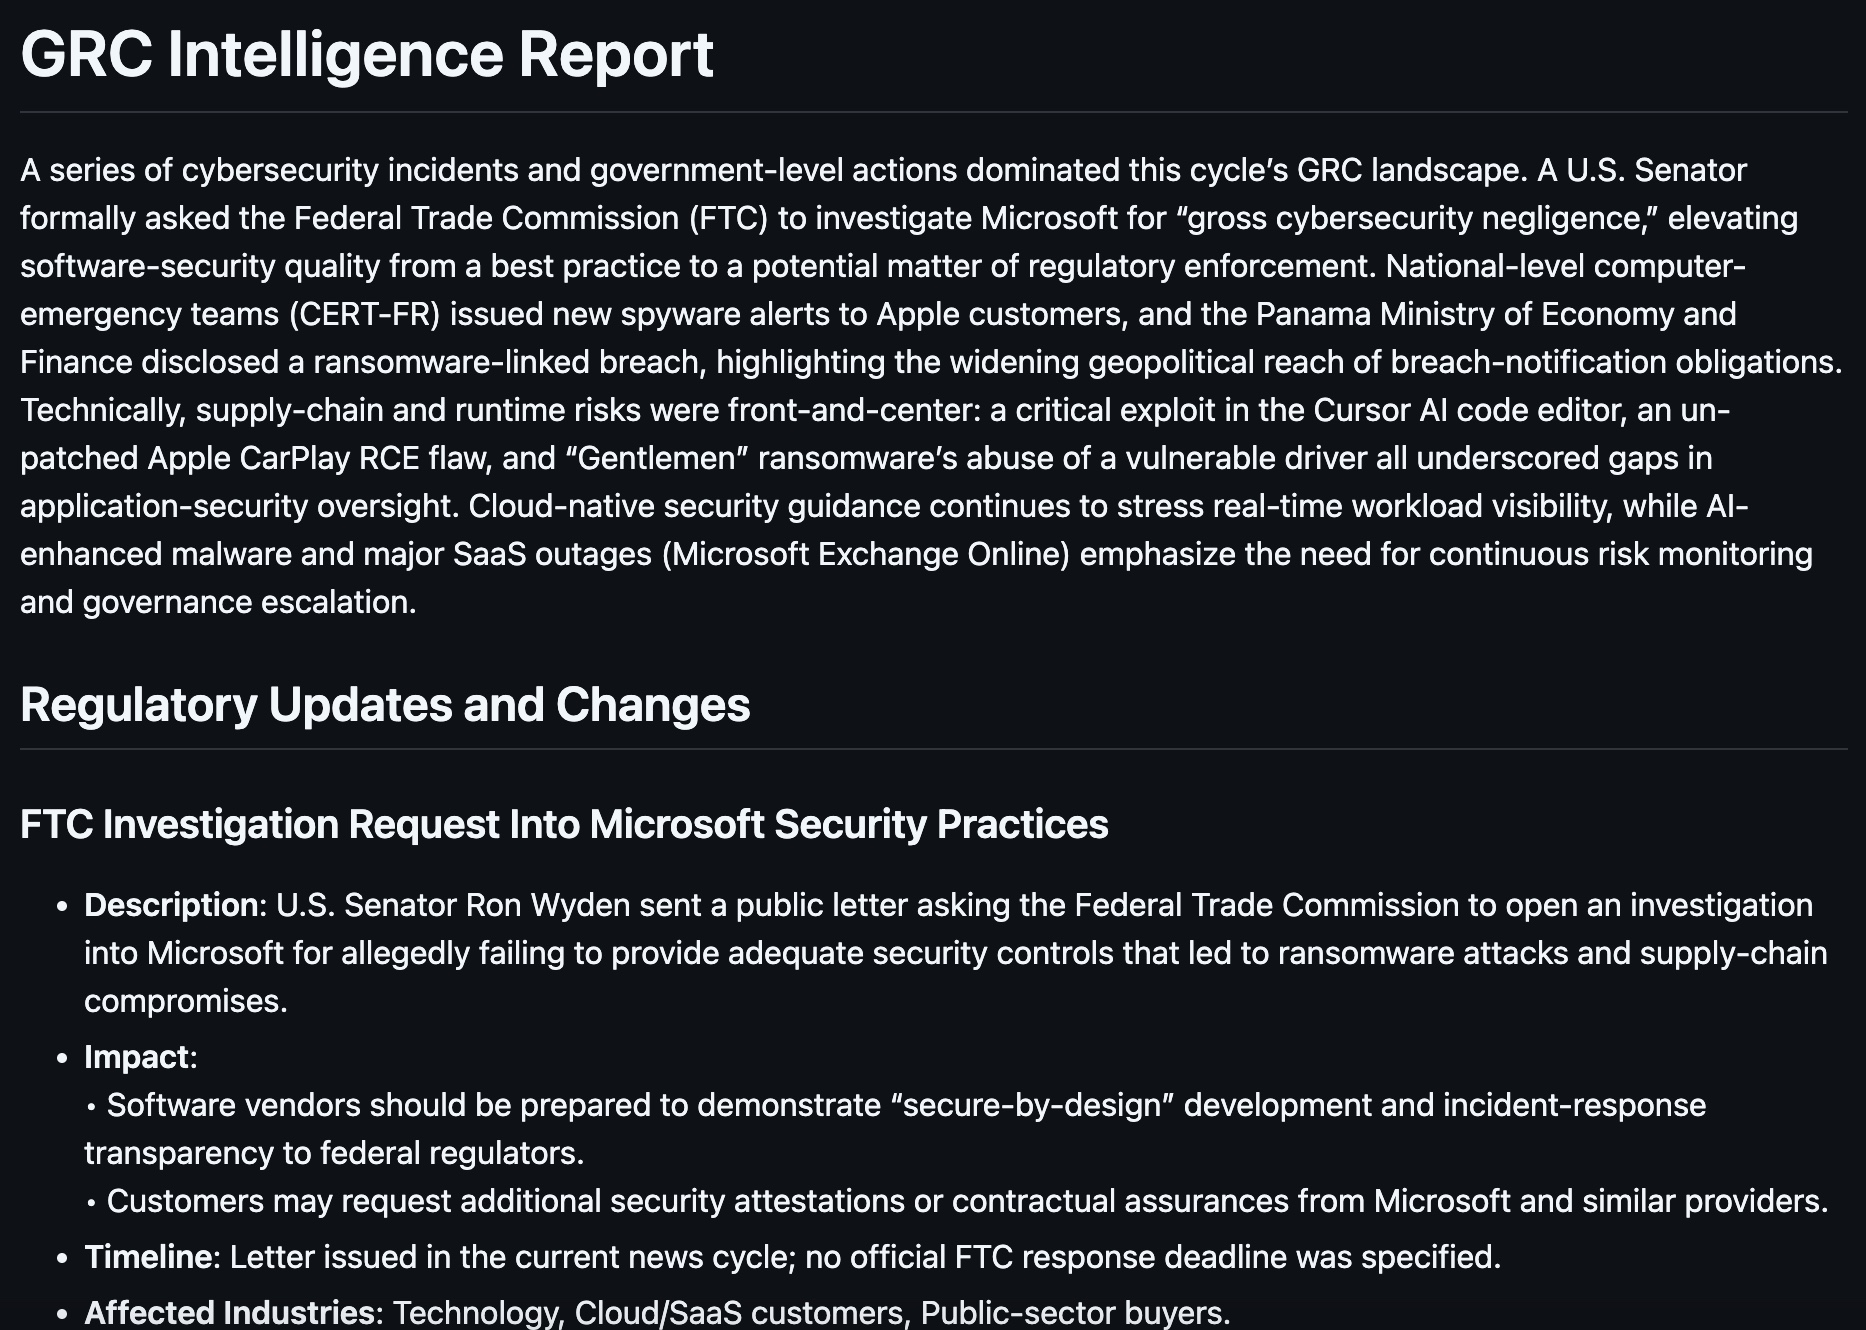 GRC Intelligence Report
A series of cybersecurity incidents and government-level actions dominated this cycle’s GRC landscape. A U.S. Senator
formally asked the Federal Trade Commission (FTC) to investigate Microsoft for “gross cybersecurity negligence,” elevating
software-security quality from a best practice to a potential matter of regulatory enforcement. National-level computer-
emergency teams (CERT-FR) issued new spyware alerts to Apple customers, and the Panama Ministry of Economy and
Finance disclosed a ransomware-linked breach, highlighting the widening geopolitical reach of breach-notification obligations.
Technically, supply-chain and runtime risks were front-and-center: a critical exploit in the Cursor AI code editor, an un-
patched Apple CarPlay RCE flaw, and “Gentlemen” ransomware’s abuse of a vulnerable driver all underscored gaps in
application-security oversight. Cloud-native security guidance continues to stress real-time workload visibility, while AI-
enhanced malware and major SaaS outages (Microsoft Exchange Online) emphasize the need for continuous risk monitoring
and governance escalation.
Regulatory Updates and Changes
FTC Investigation Request Into Microsoft Security Practices
• Description: U.S. Senator Ron Wyden sent a public letter asking the Federal Trade Commission to open an investigation
into Microsoft for allegedly failing to provide adequate security controls that led to ransomware attacks and supply-chain
compromises.
• Impact:
• Software vendors should be prepared to demonstrate “secure-by-design” development and incident-response
transparency to federal regulators.
• Customers may request additional security attestations or contractual assurances from Microsoft and similar providers.
• Timeline: Letter issued in the current news cycle; no official FTC response deadline was specified.
• Affected Industries: Technology, Cloud/SaaS customers, Public-sector buyers.